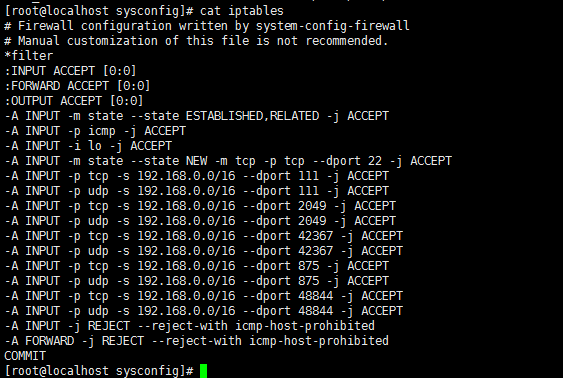 [root@localhost sysconfig]# cat iptables
# Firewall configuration written by system-config-firewall
# Manual customization of this file is not recommended.
*filter
:INPUT ACCEPT [0:0]
:FORWARD ACCEPT [0:0]
:OUTPUT ACCEPT [0:0]
-A INPUT -m state --state ESTABLISHED,RELATED -j ACCEPT
-A INPUT -p icmp -j ACCEPT
-A INPUT -i lo -j ACCEPT
-A INPUT -m state --state NEW -m tcp -p tcp --dport 22 -j ACCEPT
-A INPUT -p tcp -s 192.168.0.0/16 --dport 111 -j ACCEPT
-A INPUT -p udp -s 192.168.0.0/16 --dport 111 -j ACCEPT
-A INPUT -p tcp -s 192.168.0.0/16 --dport 2049 -j ACCEPT
-A INPUT -p udp -s 192.168.0.0/16 --dport 2049 -j ACCEPT
-A INPUT -p tcp -s 192.168.0.0/16 --dport 42367 -j ACCEPT
-A INPUT -p udp -s 192.168.0.0/16 --dport 42367 -j ACCEPT
-A INPUT -p tcp -s 192.168.0.0/16 --dport 875 -j ACCEPT
-A INPUT -p udp -s 192.168.0.0/16 --dport 875 -j ACCEPT
-A INPUT -p tcp -s 192.168.0.0/16 --dport 48844 -j ACCEPT
-A INPUT -p udp -s 192.168.0.0/16 --dport 48844 -j ACCEPT
-A INPUT -j REJECT --reject-with icmp-host-prohibited
-A FORWARD -j REJECT --reject-with icmp-host-prohibited
COMMIT
[root@localhost sysconfig]#